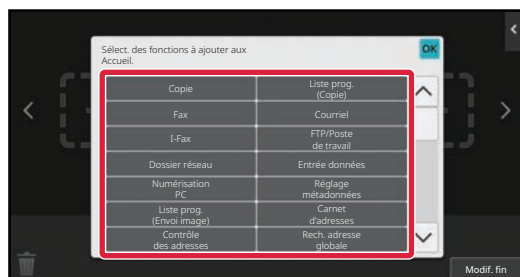 Sélect. des fonctions à ajouter aux
Accueil.
OK
Copie
Liste prog.
(Copie)
Fax
Courriel
I-Fax
FTP/Poste
de travail
Dossier réseau
Entrée données
Numérisation
PC
Réglage
métadonnées
Liste prog.
(Envoi image)
Carnet
d'adresses
Contrôle
des adresses
Rech. adresse
globale
Modif. fin